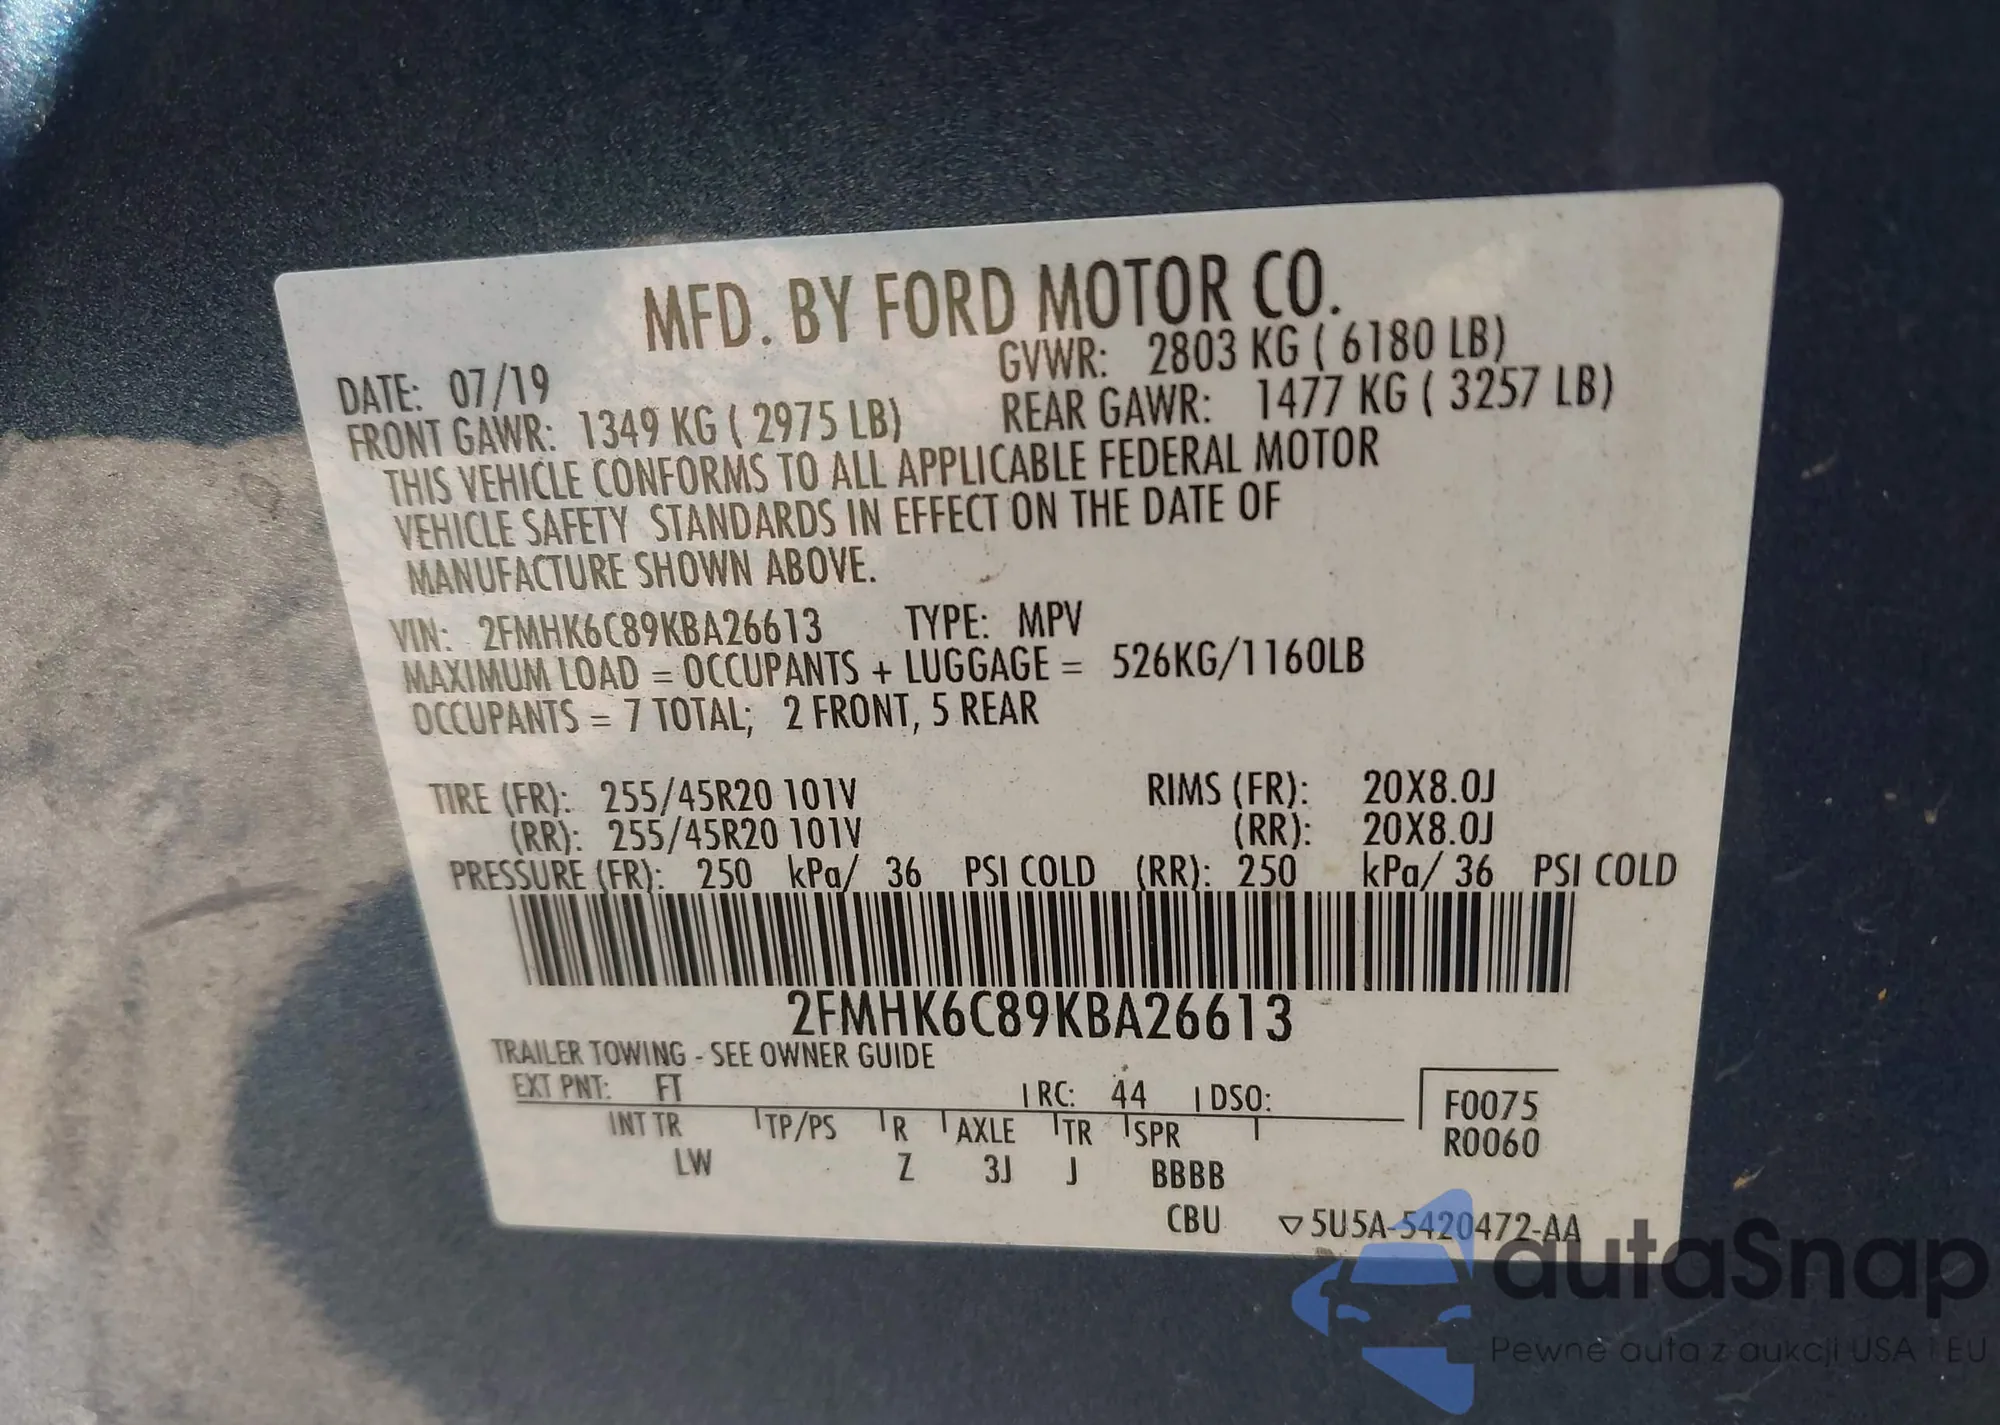 MFD. BY FORD MOTOR CO.
DATE: 07/19 GVWR: 2803 KG ( 6180 LB)
FRONT GAWR: 1349 KG ( 2975 LB) REAR GAWR: 1477 KG ( 3257 LB)
THIS VEHICLE CONFORMS TO ALL APPLICABLE FEDERAL MOTOR
VEHICLE SAFETY STANDARDS IN EFFECT ON THE DATE OF
MANUFACTURE SHOWN ABOVE.
VIN: 2FMHK6C89KBA26613 TYPE: MPV
MAXIMUM LOAD = OCCUPANTS + LUGGAGE = 526KG/1160LB
OCCUPANTS = 7 TOTAL; 2 FRONT, 5 REAR
TIRE (FR): 255/45R20 101V RIMS (FR): 20X8.0J
(RR): 255/45R20 101V (RR): 20X8.0J
PRESSURE (FR): 250 kPa/ 36 PSI COLD (RR): 250 kPa/ 36 PSI COLD
2FMHK6C89KBA26613
TRAILER TOWING - SEE OWNER GUIDE
EXT PNT: FT RC: 44 DSO: F0075
INT TR TP/PS R AXLE TR SPR R0060
LW Z 3J J BBBB
CBU ▽5U5A-5420472-AA
autaSnap
Pewne auta z aukcji USA i EU